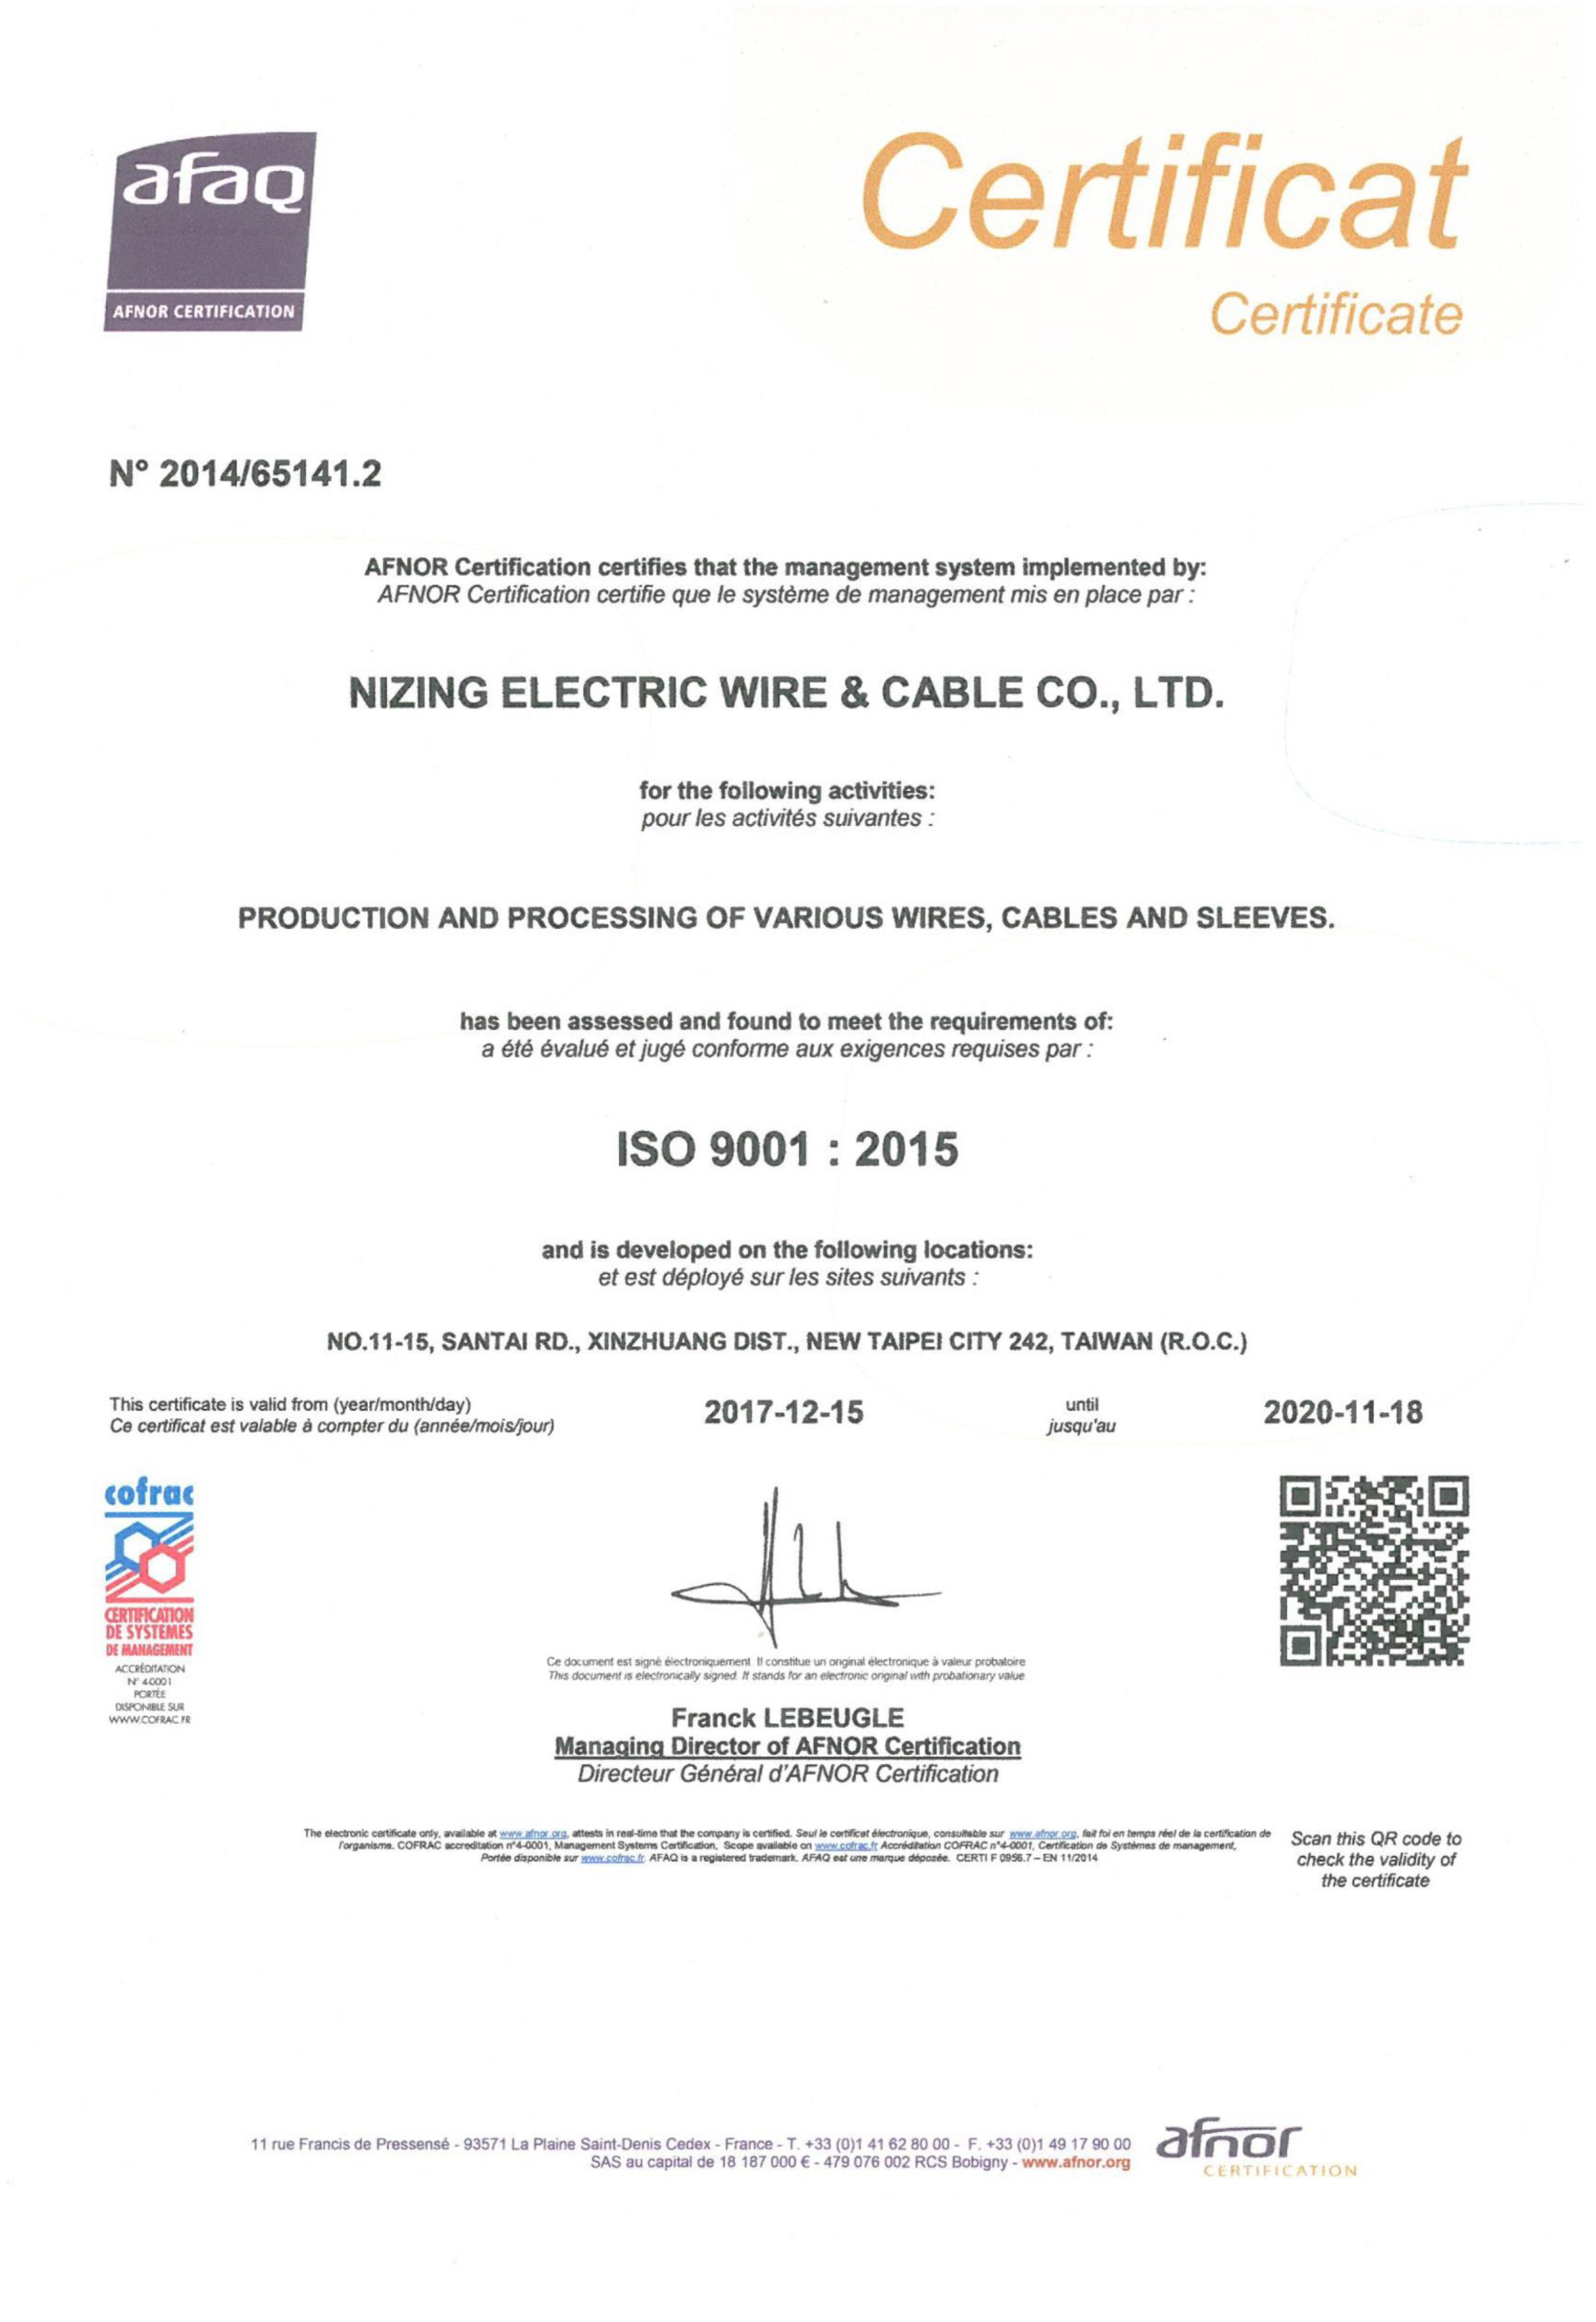 afaq
AFNOR CERTIFICATION
Certificat
Certificate
N° 2014/65141.2
AFNOR Certification certifies that the management system implemented by:
AFNOR Certification certifie que le système de management mis en place par :
NIZING ELECTRIC WIRE & CABLE CO., LTD.
for the following activities:
pour les activités suivantes :
PRODUCTION AND PROCESSING OF VARIOUS WIRES, CABLES AND SLEEVES.
has been assessed and found to meet the requirements of:
a été évalué et jugé conforme aux exigences requises par :
ISO 9001 : 2015
and is developed on the following locations:
et est déployé sur les sites suivants :
NO.11-15, SANTAI RD., XINZHUANG DIST., NEW TAIPEI CITY 242, TAIWAN (R.O.C.)
This certificate is valid from (year/month/day) 2017-12-15 until 2020-11-18
Ce certificat est valable à compter du (année/mois/jour) jusqu'au
cofrac
CERTIFICATION
DE SYSTEMES
DE MANAGEMENT
ACCRÉDITATION
N° 4-0001
PORTÉE
DISPONIBLE SUR
WWW.COFRAC.FR
Ce document est signé électroniquement. Il constitue un original électronique à valeur probatoire
This document is electronically signed. It stands for an electronic original with probationary value
Franck LEBEUGLE
Managing Director of AFNOR Certification
Directeur Général d'AFNOR Certification
The electronic certificate only, available at www.afnor.org, attests in real-time that the company is certified. Seul le certificat électronique, consultable sur www.afnor.org, fait foi en temps réel de la certification de
l'organisme. COFRAC accreditation n°4-0001, Management Systems Certification, Scope available on www.cofrac.fr Accréditation COFRAC n°4-0001, Certification de Systèmes de management,
Portée disponible sur www.cofrac.fr. AFAQ is a registered trademark. AFAQ est une marque déposée. CERTI F 0956.7 – EN 11/2014
Scan this QR code to
check the validity of
the certificate
11 rue Francis de Pressensé - 93571 La Plaine Saint-Denis Cedex - France - T. +33 (0)1 41 62 80 00 - F. +33 (0)1 49 17 90 00
SAS au capital de 18 187 000 € - 479 076 002 RCS Bobigny - www.afnor.org
afnor
CERTIFICATION